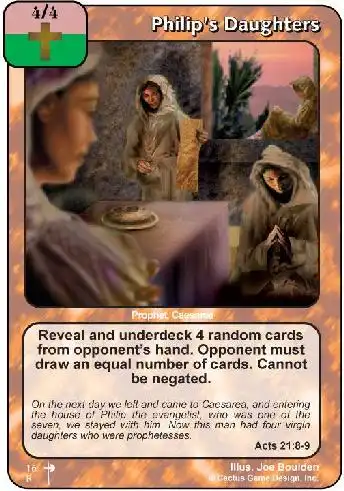 4/4
Philip's Daughters
Prophet, Caesarea
Reveal and underdeck 4 random cards
from opponent's hand. Opponent must
draw an equal number of cards. Cannot
be negated.
On the next day we left and came to Caesarea, and entering
the house of Philip the evangelist, who was one of the
seven, we stayed with him. Now this man had four virgin
daughters who were prophetesses.
Acts 21:8-9
16
R
Illus. Joe Boulden
© Cactus Game Design, Inc.